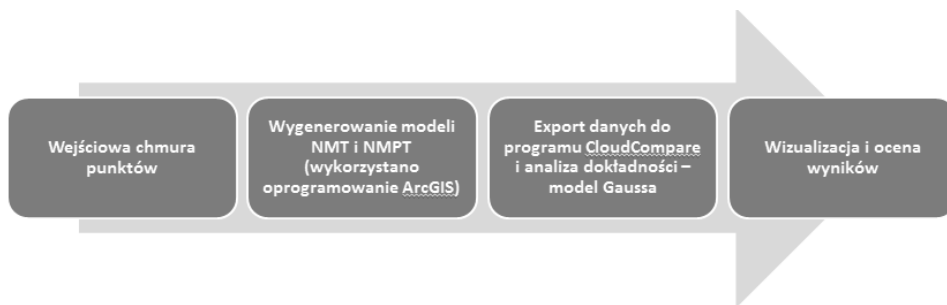 Wejściowa chmura
punktów
Wygenerowanie modeli
NMT i NMPT
(wykorzystano
oprogramowanie ArcGIS)
Export danych do
programu CloudCompare
i analiza dokładności –
model Gaussa
Wizualizacja i ocena
wyników